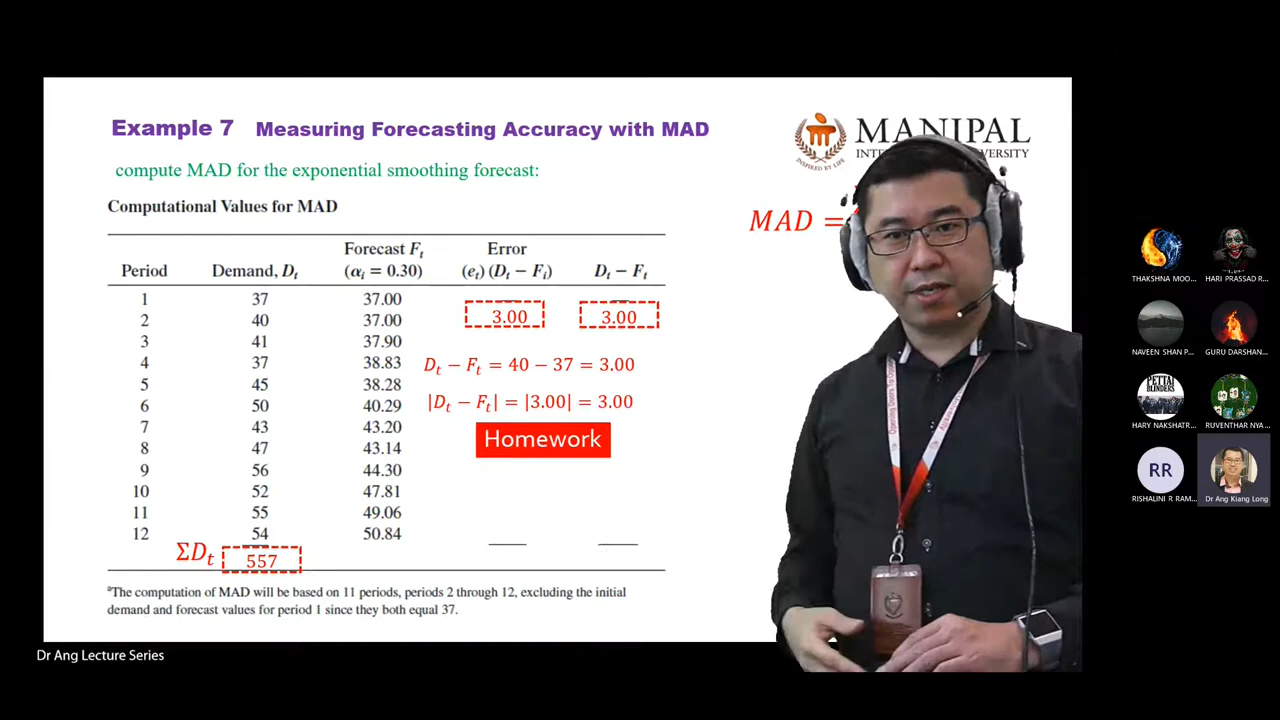 Example 7 Measuring Forecasting Accuracy with MAD
compute MAD for the exponential smoothing forecast:
Computational Values for MAD
Forecast Fₜ Error
Period Demand, Dₜ (αᵢ = 0.30) (eₜ) (Dₜ − Fₜ) Dₜ − Fₜ
1 37 37.00 —
2 40 37.00 3.00 3.00
3 41 37.90
4 37 38.83
5 45 38.28
6 50 40.29
7 43 43.20
8 47 43.14
9 56 44.30
10 52 47.81
11 55 49.06
12 54 50.84
Dₜ − Fₜ = 40 − 37 = 3.00
|Dₜ − Fₜ| = |3.00| = 3.00
Homework
ΣDₜ 557
ᵃThe computation of MAD will be based on 11 periods, periods 2 through 12, excluding the initial
demand and forecast values for period 1 since they both equal 37.
MANIPAL
INSPIRED BY LIFE
MAD =
Dr Ang Lecture Series
THAKSHNA MOO... HARI PRASSAD R...
NAVEEN SHAN P... GURU DARSHAN...
PETTAI
BLINDERS
HARY NAKSHATR... RUVENTHAR NYA...
RR
RISHALINI R RAM... Dr Ang Kiang Long